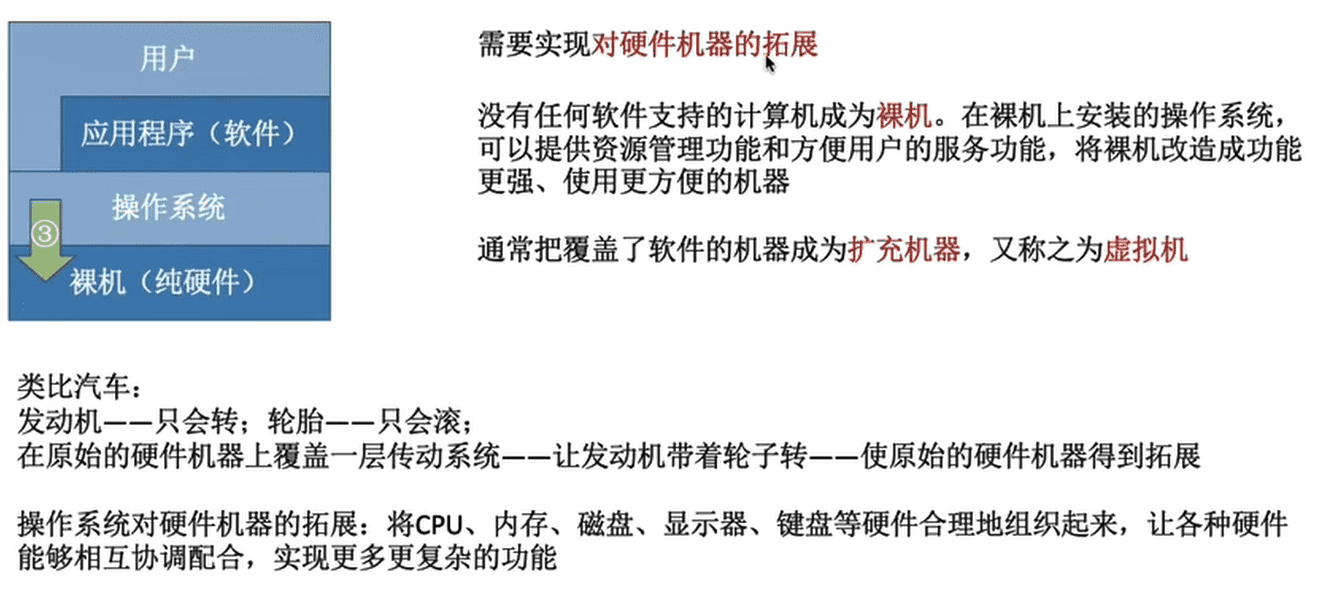 用户
应用程序（软件）
操作系统
③
裸机（纯硬件）
需要实现对硬件机器的拓展
没有任何软件支持的计算机成为裸机。在裸机上安装的操作系统，
可以提供资源管理功能和方便用户的服务功能，将裸机改造成功能
更强、使用更方便的机器
通常把覆盖了软件的机器成为扩充机器，又称之为虚拟机
类比汽车：
发动机——只会转；轮胎——只会滚；
在原始的硬件机器上覆盖一层传动系统——让发动机带着轮子转——使原始的硬件机器得到拓展
操作系统对硬件机器的拓展：将CPU、内存、磁盘、显示器、键盘等硬件合理地组织起来，让各种硬件
能够相互协调配合，实现更多更复杂的功能